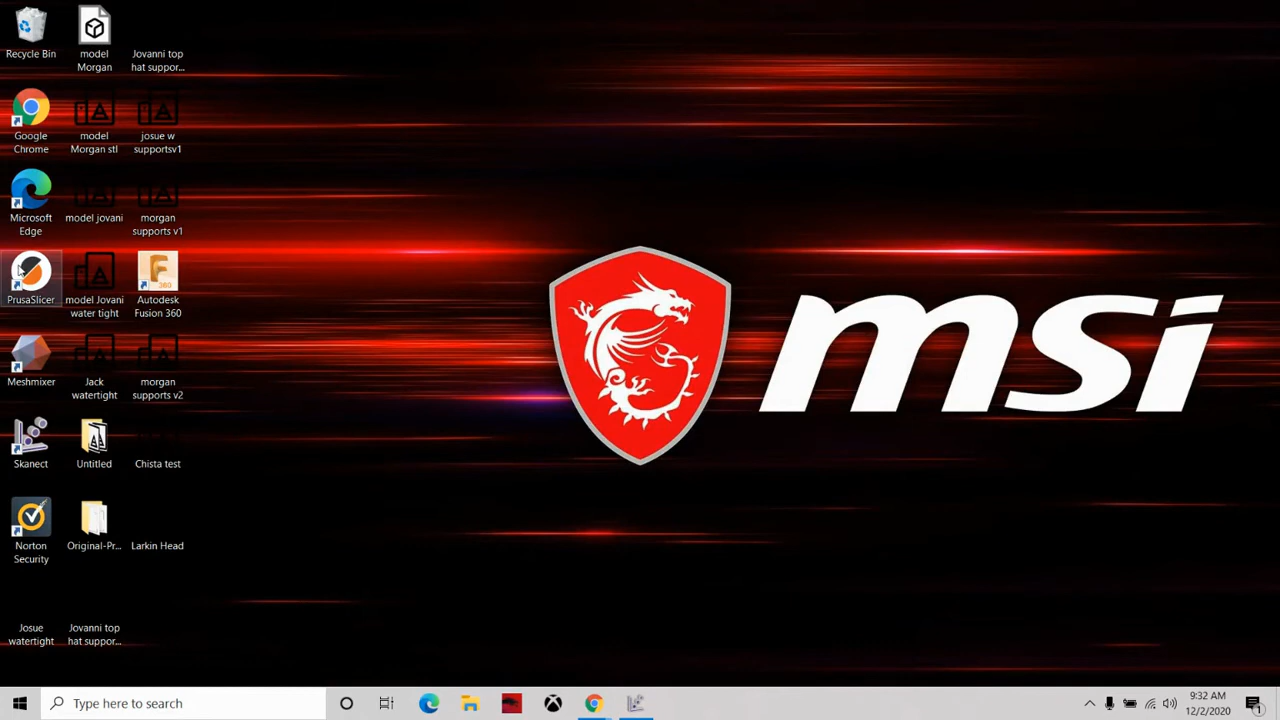 Recycle Bin
model
Morgan
Jovanni top
hat suppor...
Google
Chrome
model
Morgan stl
josue w
supportsv1
Microsoft
Edge
model jovani
morgan
supports v1
PrusaSlicer
model Jovani
water tight
360
Autodesk
Fusion 360
Meshmixer
Jack
watertight
morgan
supports v2
Skanect
Untitled
Chista test
Norton
Security
Original-Pr...
Larkin Head
Josue
watertight
Jovanni top
hat suppor...
msi
Type here to search
9:32 AM
12/2/2020
1